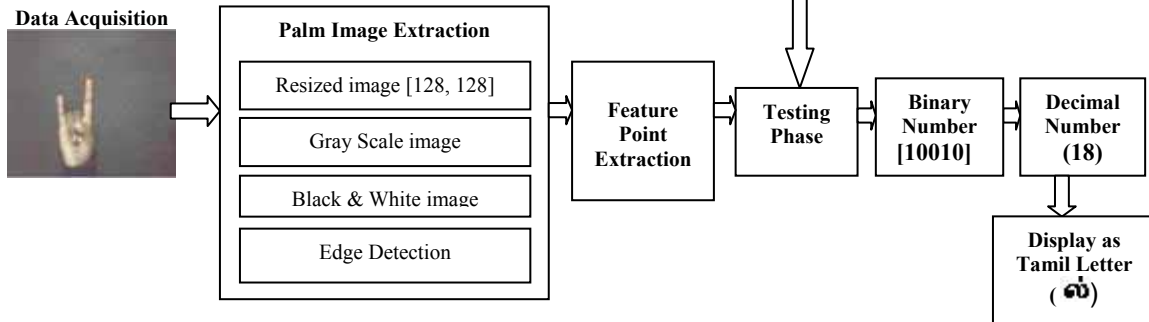 Data Acquisition
Palm Image Extraction
Resized image [128, 128]
Gray Scale image
Black & White image
Edge Detection
Feature
Point
Extraction
Testing
Phase
Binary
Number
[10010]
Decimal
Number
(18)
Display as
Tamil Letter
( ல் )